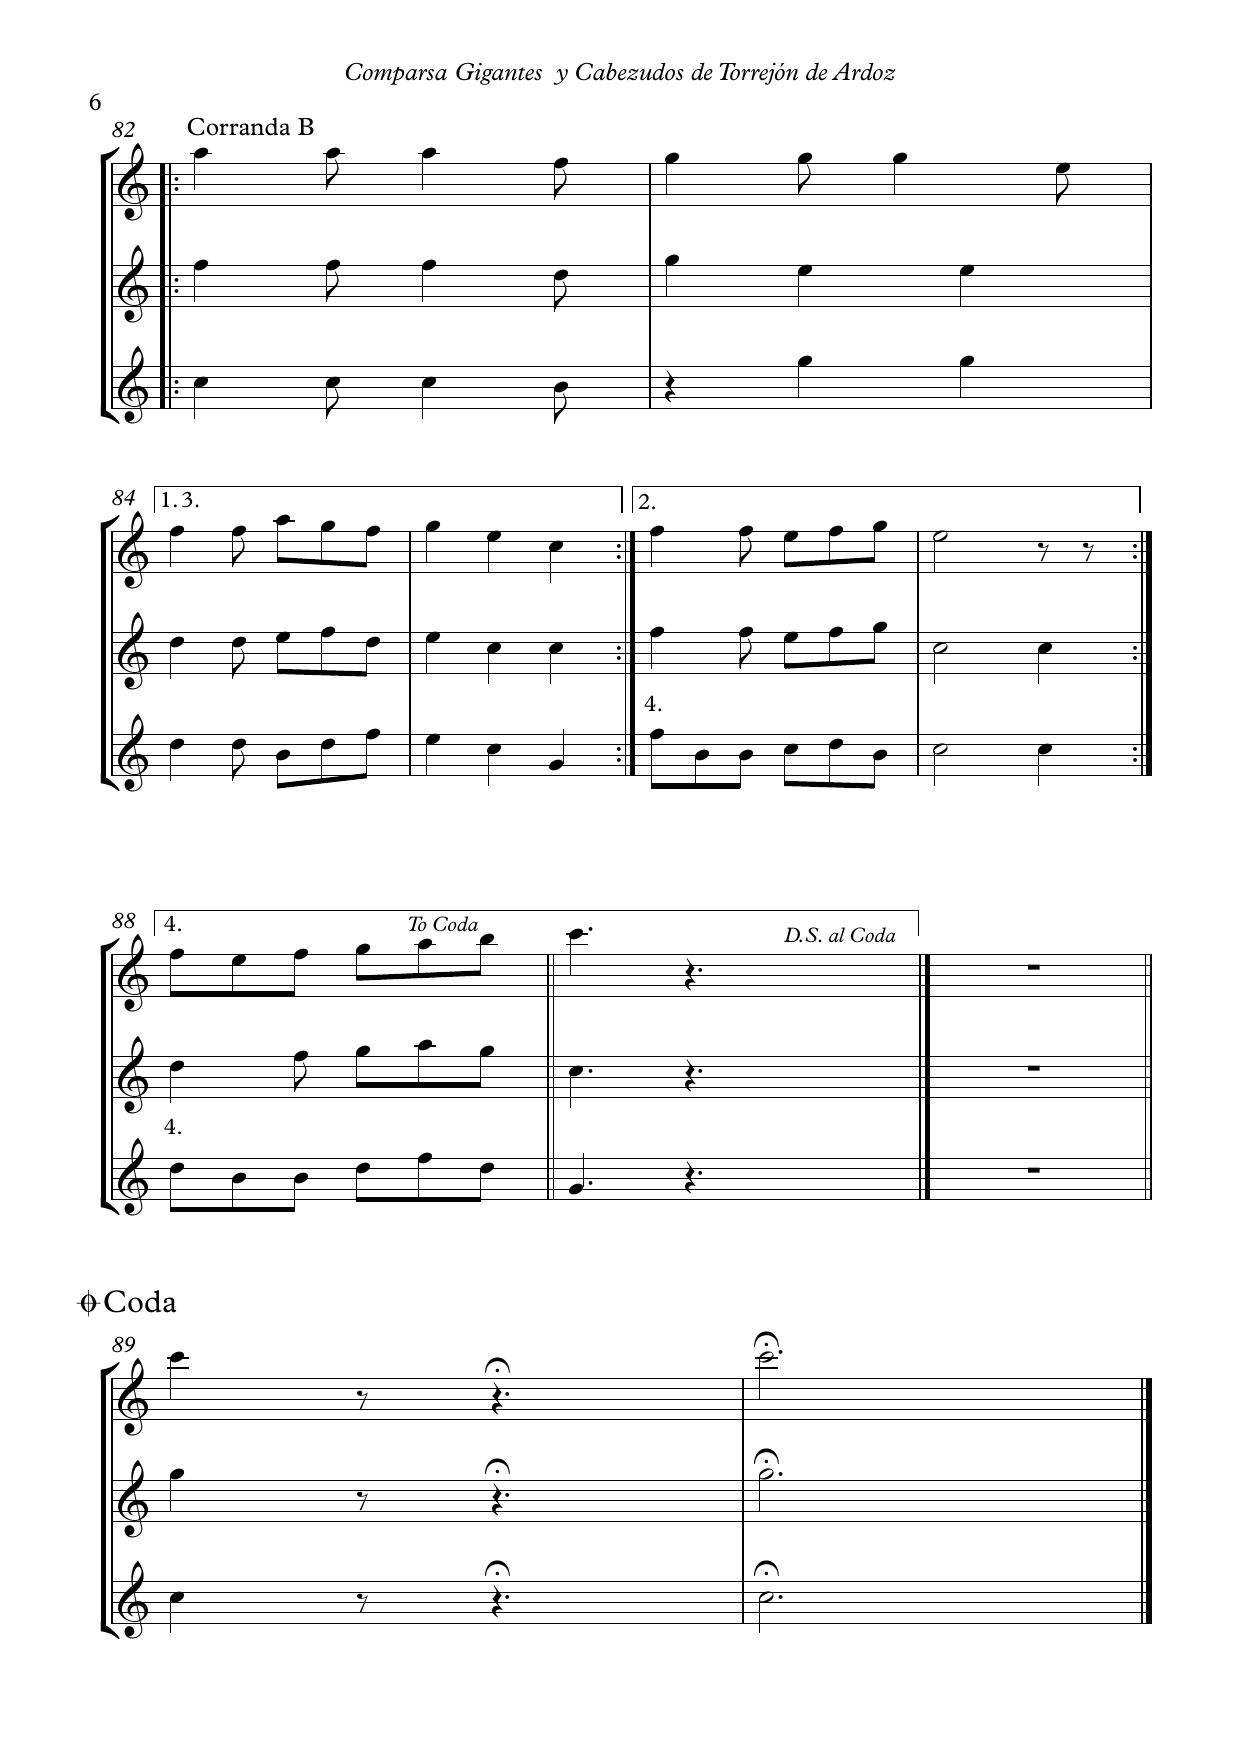 Comparsa Gigantes y Cabezudos de Torrejón de Ardoz
6
82 Corranda B
84 1.3. 2.
4.
88 4. To Coda D.S. al Coda
4.
Coda
89